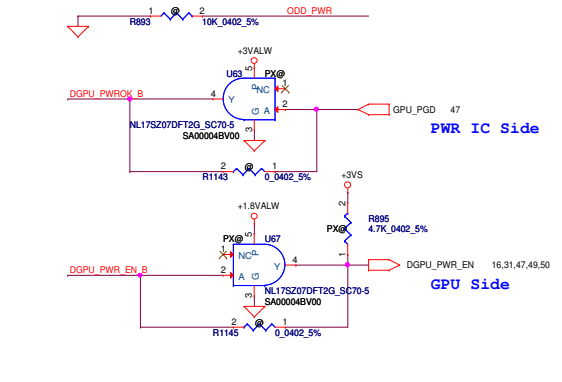 1 @ 2 ODD_PWR
R893 10K_0402_5%
+3VALW
U63 PX@
5
P NC 1
DGPU_PWROK_B 4 Y
G A 2 GPU_PGD 47
NL17SZ07DFT2G_SC70-5 3
SA00004BV00
PWR IC Side
2 @ 1
R1143 0_0402_5%
+3VS
+1.8VALW
2
R895
4.7K_0402_5%
PX@
PX@ 5 U67
1 NC P
1
Y 4 DGPU_PWR_EN 16,31,47,49,50
DGPU_PWR_EN_B 2 A G
GPU Side
3 NL17SZ07DFT2G_SC70-5
SA00004BV00
2 @ 1
R1145 0_0402_5%